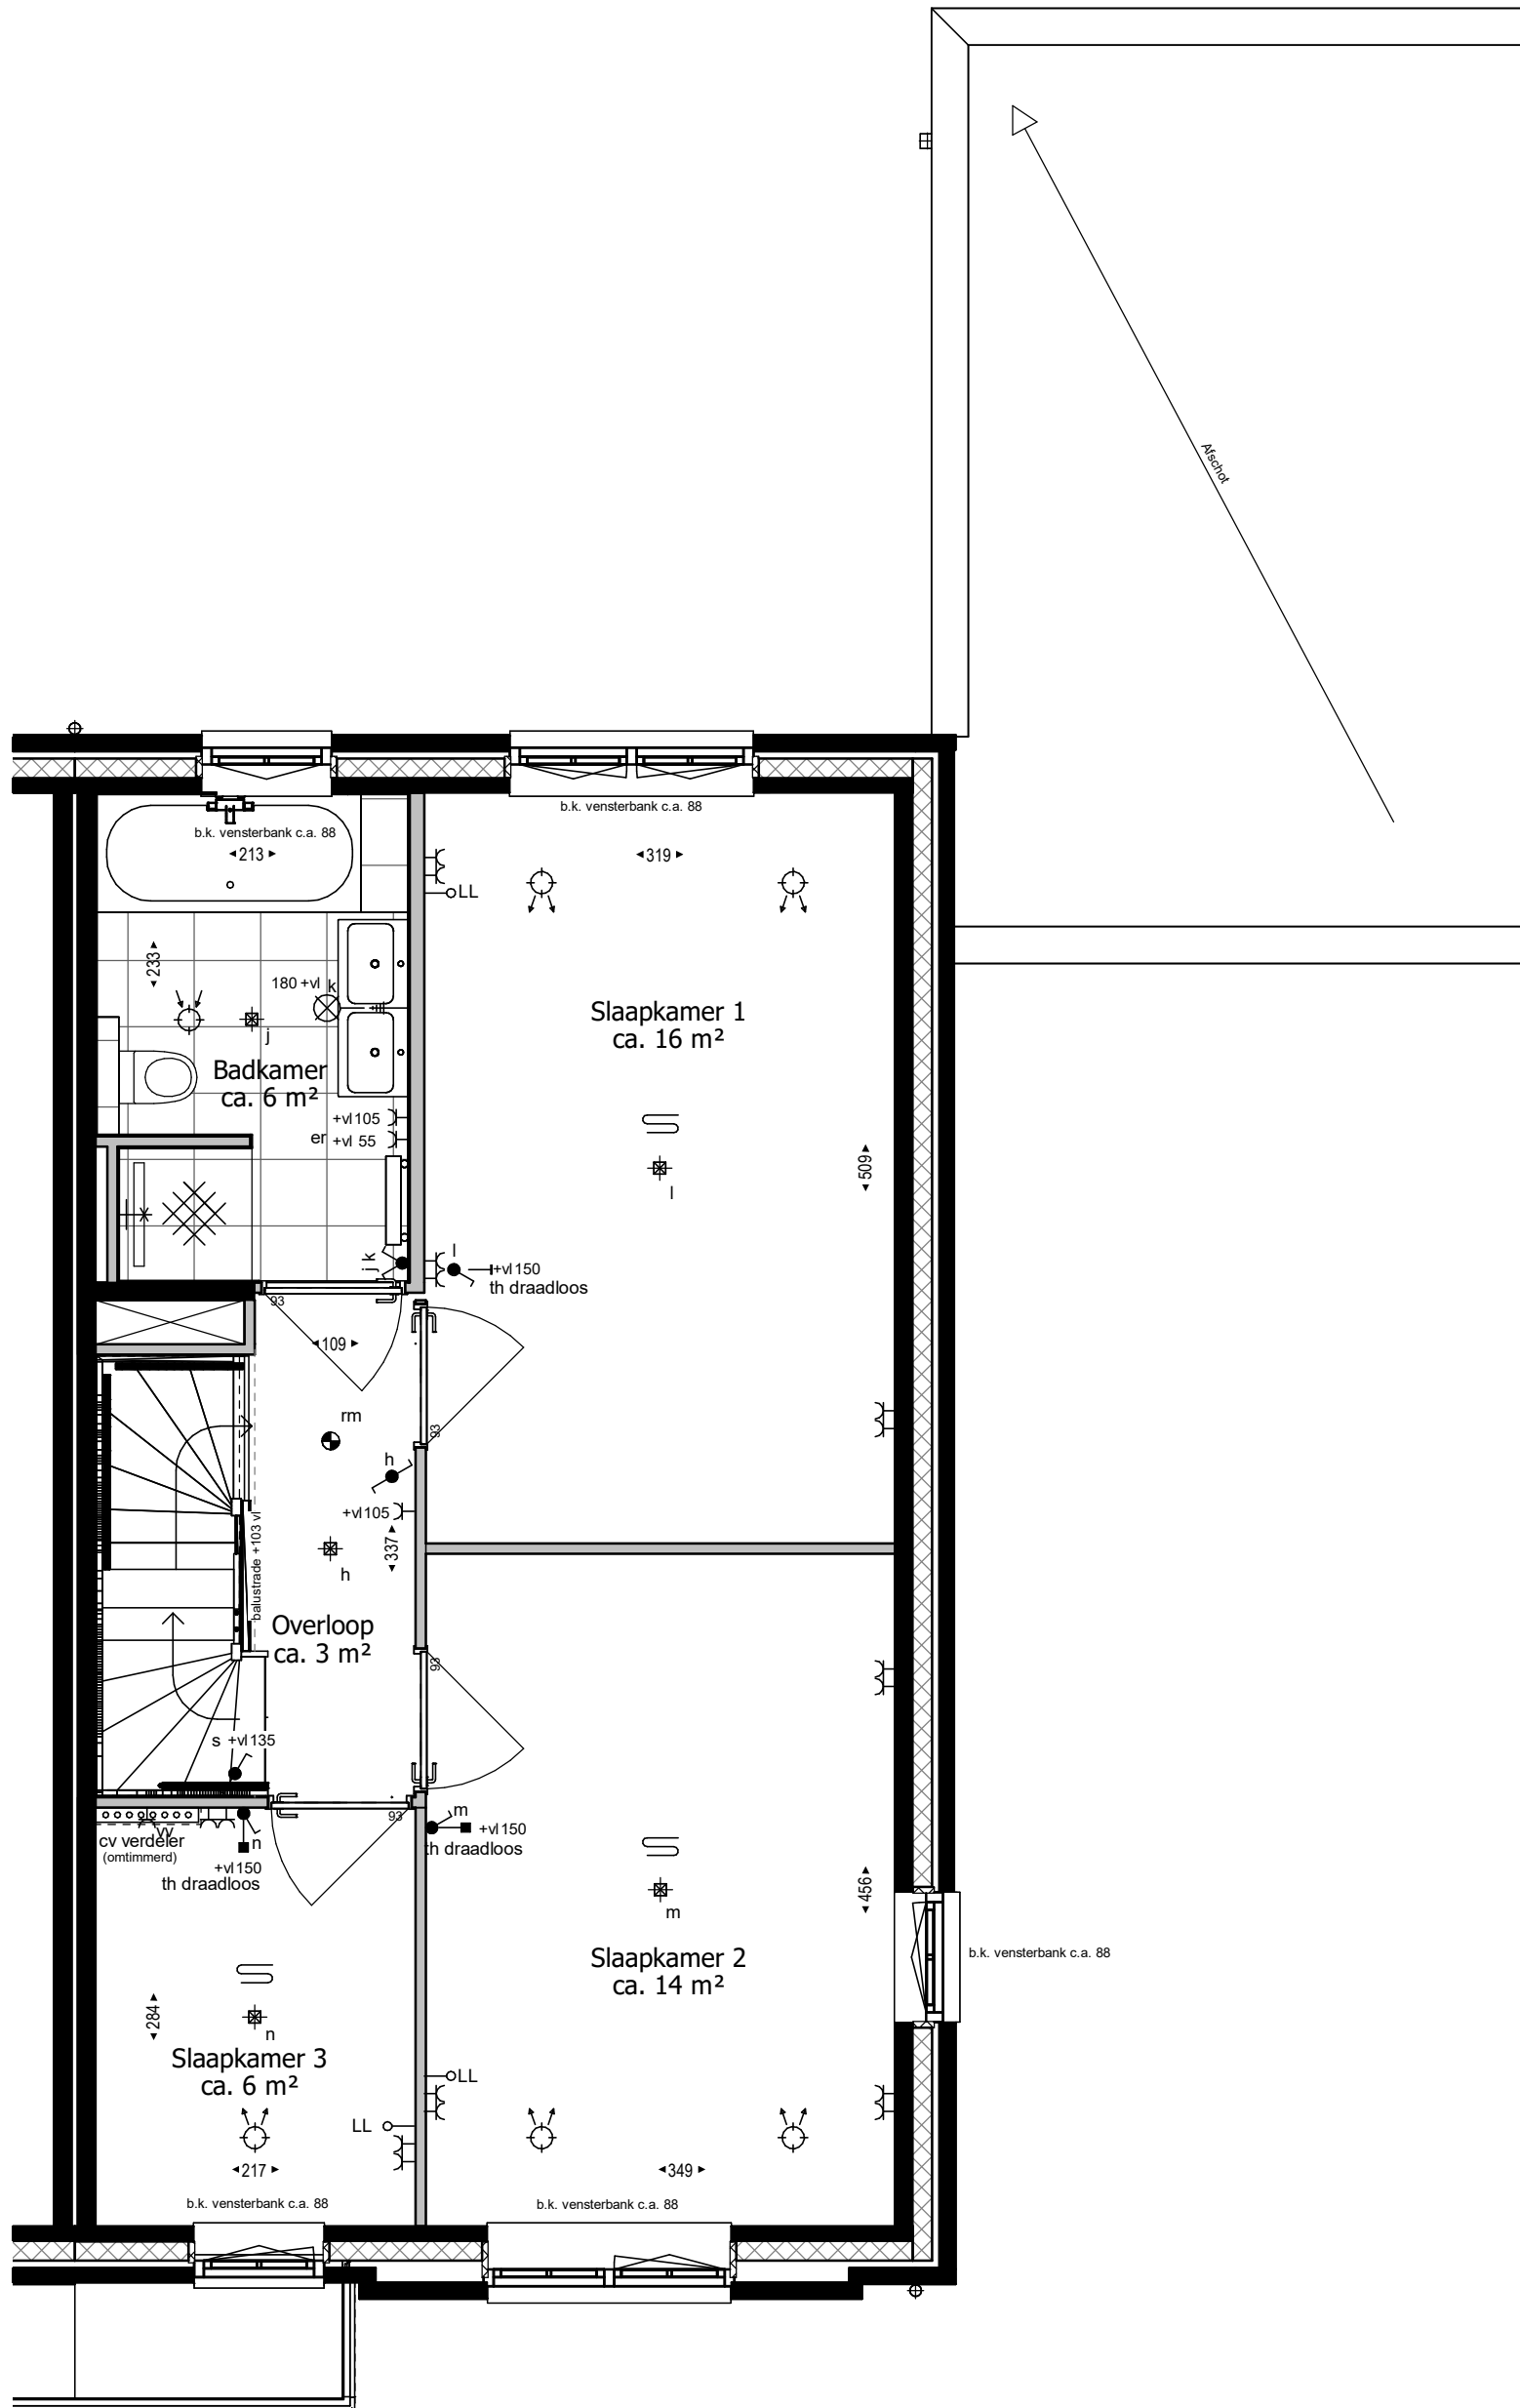 Afschot
b.k. vensterbank c.a. 88
b.k. vensterbank c.a. 88
213
319
LL
233
180 +vl
k
j
Slaapkamer 1
ca. 16 m²
Badkamer
ca. 6 m²
+vl 105
er +vl 55
509
l
j k
l
+vl 150
th draadloos
93
109
93
rm
h
+vl 105
337
h
balustrade +103 vl
Overloop
ca. 3 m²
93
s +vl 135
93
m
+vl 150
th draadloos
vv
cv verdeler
(omtimmerd)
n
+vl 150
th draadloos
456
m
Slaapkamer 2
ca. 14 m²
b.k. vensterbank c.a. 88
284
n
Slaapkamer 3
ca. 6 m²
LL
LL
217
349
b.k. vensterbank c.a. 88
b.k. vensterbank c.a. 88